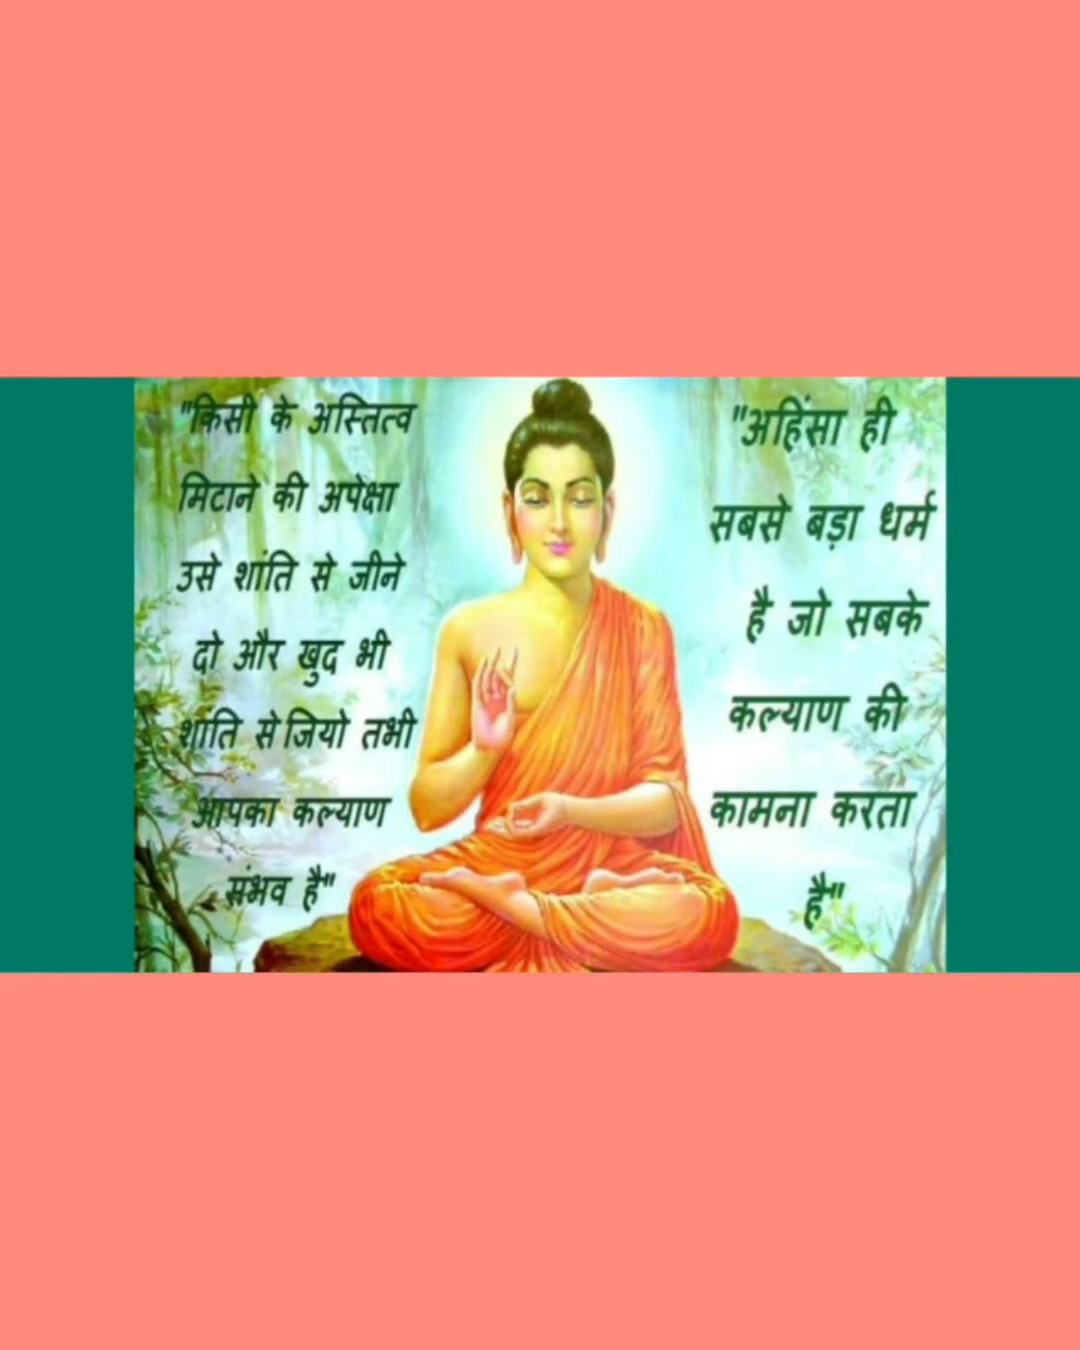 "किसी के अस्तित्व
मिटाने की अपेक्षा
उसे शांति से जीने
दो और खुद भी
शांति से जियो तभी
आपका कल्याण
संभव है"
"अहिंसा ही
सबसे बड़ा धर्म
है जो सबके
कल्याण की
कामना करता
है"